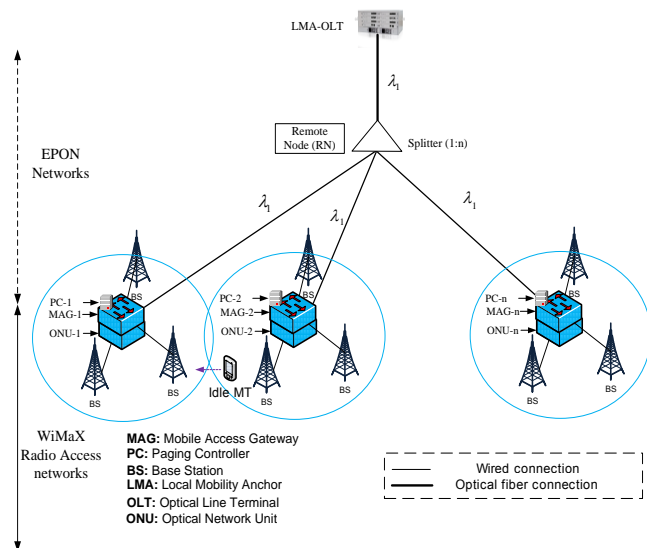 LMA-OLT
λ1
Remote
Node (RN)
Splitter (1:n)
EPON
Networks
λ1
λ1
λ1
PC-1
MAG-1
ONU-1
BS
BS
BS
PC-2
MAG-2
ONU-2
BS
BS
BS
PC-n
MAG-n
ONU-n
BS
BS
BS
Idle MT
WiMaX
Radio Access
networks
MAG: Mobile Access Gateway
PC: Paging Controller
BS: Base Station
LMA: Local Mobility Anchor
OLT: Optical Line Terminal
ONU: Optical Network Unit
Wired connection
Optical fiber connection